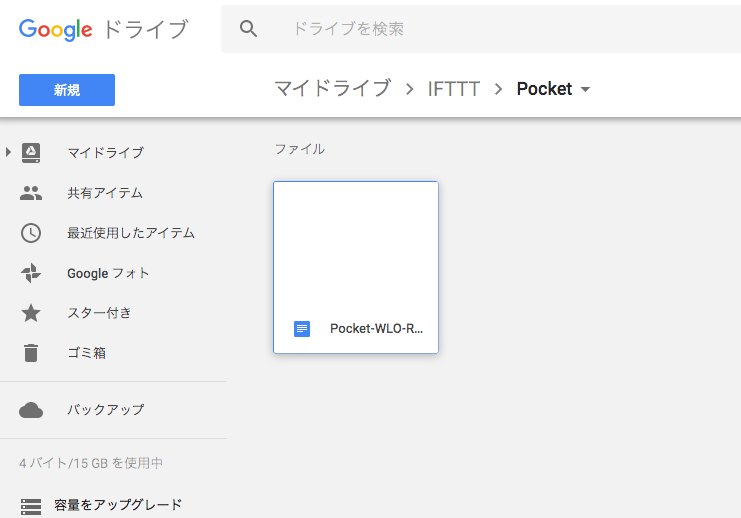 Google ドライブ
ドライブを検索
新規
マイドライブ > IFTTT > Pocket
マイドライブ
共有アイテム
最近使用したアイテム
Google フォト
スター付き
ゴミ箱
バックアップ
4 バイト/15 GB を使用中
容量をアップグレード
ファイル
Pocket-WLO-R...